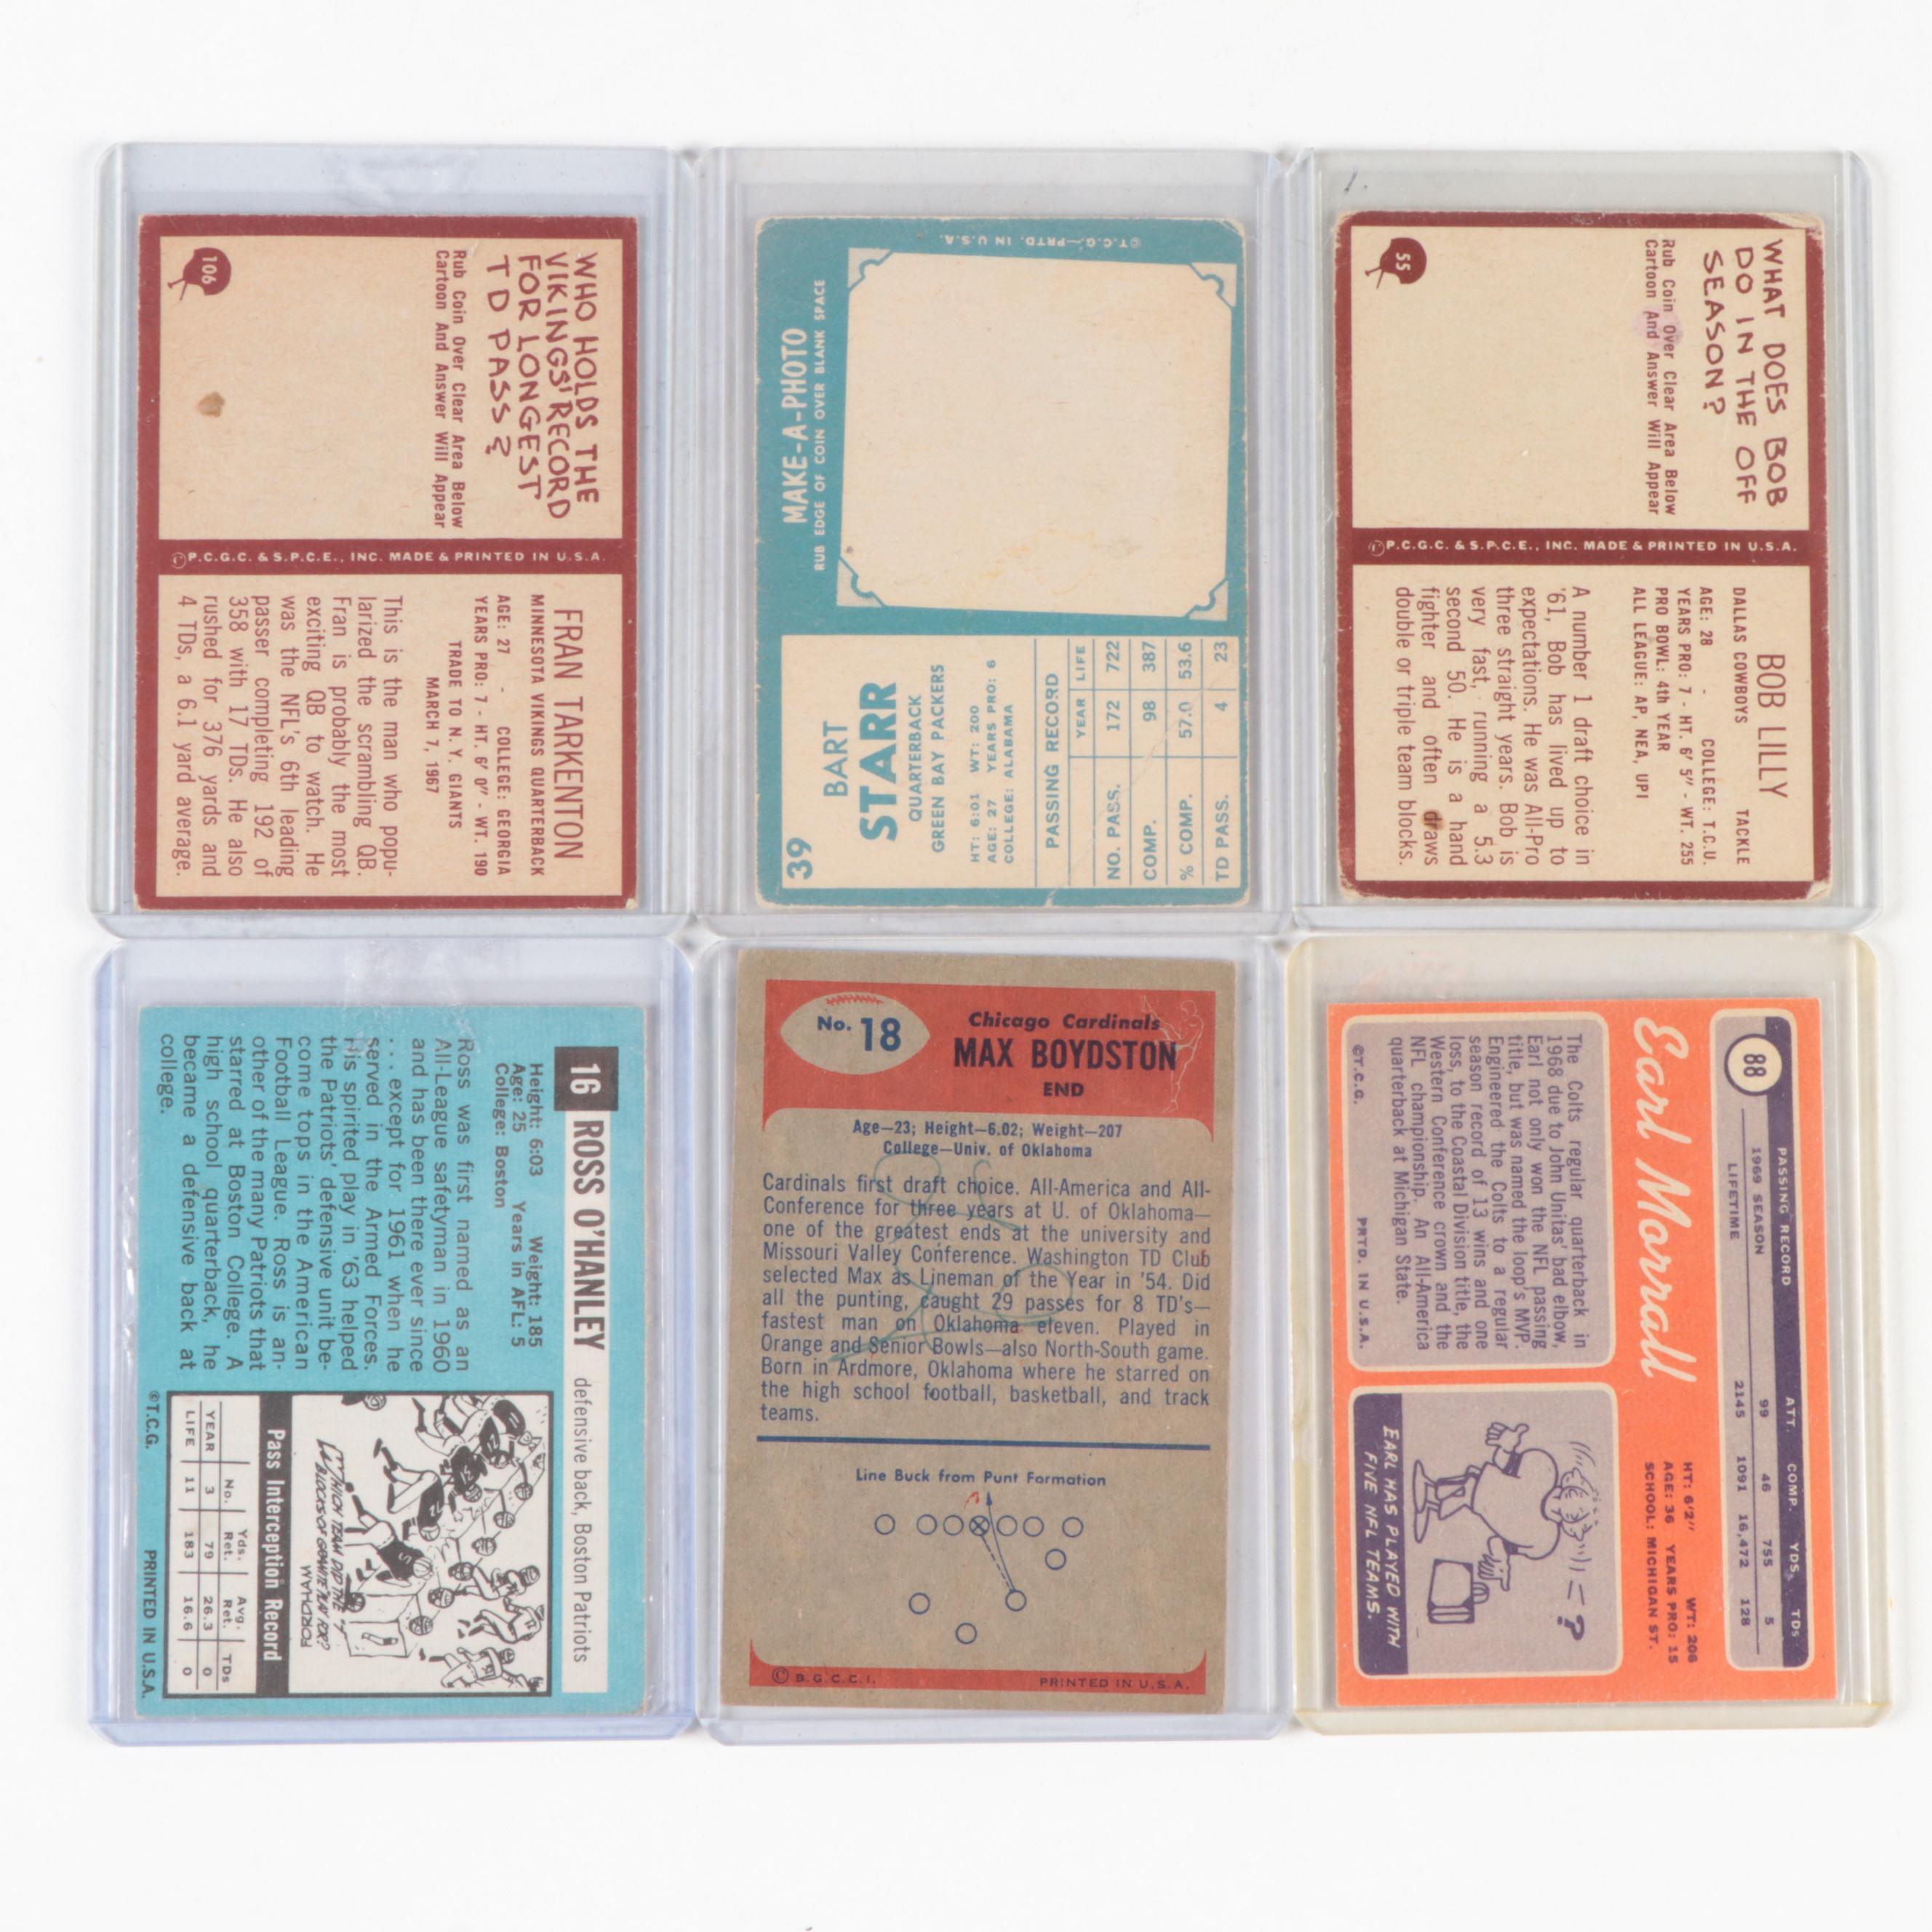 WHO HOLDS THE
VIKINGS' RECORD
FOR LONGEST
TD PASS?
Rub Coin Over Clear Area Below
Cartoon And Answer Will Appear
106
©P.C.G.C. & S.P.C.E., INC. MADE & PRINTED IN U.S.A.
FRAN TARKENTON
MINNESOTA VIKINGS QUARTERBACK
AGE: 27 - COLLEGE: GEORGIA
YEARS PRO: 7 - HT. 6' 0" - WT. 190
TRADE TO N. Y. GIANTS
MARCH 7, 1967
This is the man who popu-
larized the scrambling QB.
Fran is probably the most
exciting QB to watch. He
was the NFL's 6th leading
passer completing 192 of
358 with 17 TDs. He also
rushed for 376 yards and
4 TDs, a 6.1 yard average.
©T.C.G.—PRTD. IN U.S.A.
MAKE-A-PHOTO
RUB EDGE OF COIN OVER BLANK SPACE
39
BART
STARR
QUARTERBACK
GREEN BAY PACKERS
HT: 6:01 WT: 200
AGE: 27 YEARS PRO: 6
COLLEGE: ALABAMA
PASSING RECORD
YEAR LIFE
NO. PASS. 172 722
COMP. 98 387
% COMP. 57.0 53.6
TD PASS. 4 23
WHAT DOES BOB
DO IN THE OFF
SEASON?
Rub Coin Over Clear Area Below
Cartoon And Answer Will Appear
55
©P.C.G.C. & S.P.C.E., INC. MADE & PRINTED IN U.S.A.
BOB LILLY
DALLAS COWBOYS TACKLE
AGE: 28 - COLLEGE: T.C.U.
YEARS PRO: 7 - HT. 6' 5" - WT. 255
PRO BOWL: 4th YEAR
ALL LEAGUE: AP, NEA, UPI
A number 1 draft choice in
'61, Bob has lived up to
expectations. He was All-Pro
three straight years. Bob is
very fast, running a 5.3
second 50. He is a hand
fighter and often draws
double or triple team blocks.
16 ROSS O'HANLEY defensive back, Boston Patriots
Height: 6:03 Weight: 185
Age: 25 Years in AFL: 5
College: Boston
Ross was first named as an
All-League safetyman in 1960
and has been there ever since
... except for 1961 when he
served in the Armed Forces.
His spirited play in '63 helped
the Patriots' defensive unit be-
come tops in the American
Football League. Ross is an-
other of the many Patriots that
starred at Boston College. A
high school quarterback, he
became a defensive back at
college.
WHICH TEAM DID THE "7
BLOCKS OF GRANITE" PLAY FOR?
FORDHAM
Pass Interception Record
No. Yds. Ret. Avg. Ret. TDs
YEAR 3 79 26.3 0
LIFE 11 183 16.6 0
©T.C.G. PRINTED IN U.S.A.
No. 18
Chicago Cardinals
MAX BOYDSTON
END
Age—23; Height—6.02; Weight—207
College—Univ. of Oklahoma
Cardinals first draft choice. All-America and All-
Conference for three years at U. of Oklahoma—
one of the greatest ends at the university and
Missouri Valley Conference. Washington TD Club
selected Max as Lineman of the Year in '54. Did
all the punting, caught 29 passes for 8 TD's—
fastest man on Oklahoma eleven. Played in
Orange and Senior Bowls—also North-South game.
Born in Ardmore, Oklahoma where he starred on
the high school football, basketball, and track
teams.
Line Buck from Punt Formation
© B.G.C.C.I. PRINTED IN U.S.A.
88
PASSING RECORD ATT. COMP. YDS. TDs
1969 SEASON 99 46 755 5
LIFETIME 2145 1091 16,472 128
Earl Morrall
HT: 6'2" WT: 206
AGE: 36 YEARS PRO: 15
SCHOOL: MICHIGAN ST.
The Colts regular quarterback in
1968 due to John Unitas' bad elbow,
Earl not only won the NFL passing
title, but was named the loop's MVP.
Engineered the Colts to a regular
season record of 13 wins and one
loss, to the Coastal Division title, the
Western Conference crown and the
NFL championship. An All-America
quarterback at Michigan State.
©T.C.G. PRTD. IN U.S.A.
?
EARL HAS PLAYED WITH
FIVE NFL TEAMS.